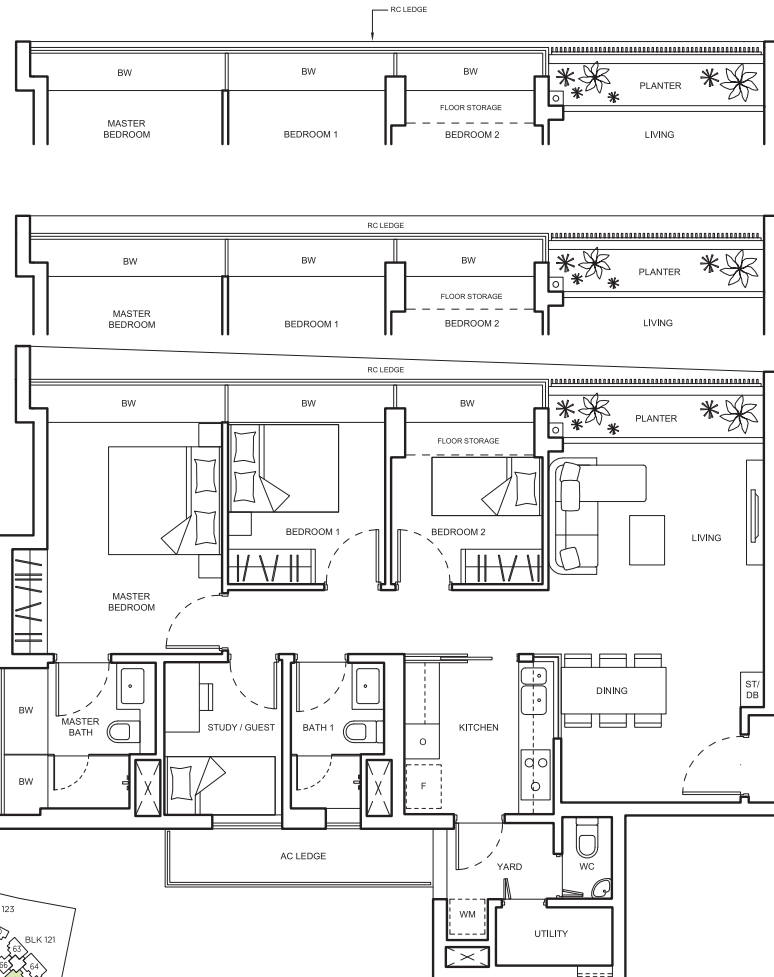 RC LEDGE
BW
BW
BW
PLANTER
FLOOR STORAGE
MASTER
BEDROOM
BEDROOM 1
BEDROOM 2
LIVING
RC LEDGE
BW
BW
BW
PLANTER
FLOOR STORAGE
MASTER
BEDROOM
BEDROOM 1
BEDROOM 2
LIVING
RC LEDGE
BW
BW
BW
PLANTER
FLOOR STORAGE
BEDROOM 1
BEDROOM 2
LIVING
MASTER
BEDROOM
ST/
DB
DINING
BW
MASTER
BATH
STUDY / GUEST
BATH 1
KITCHEN
O
BW
F
AC LEDGE
YARD
WC
WM
UTILITY
123
BLK 121
63
66
64